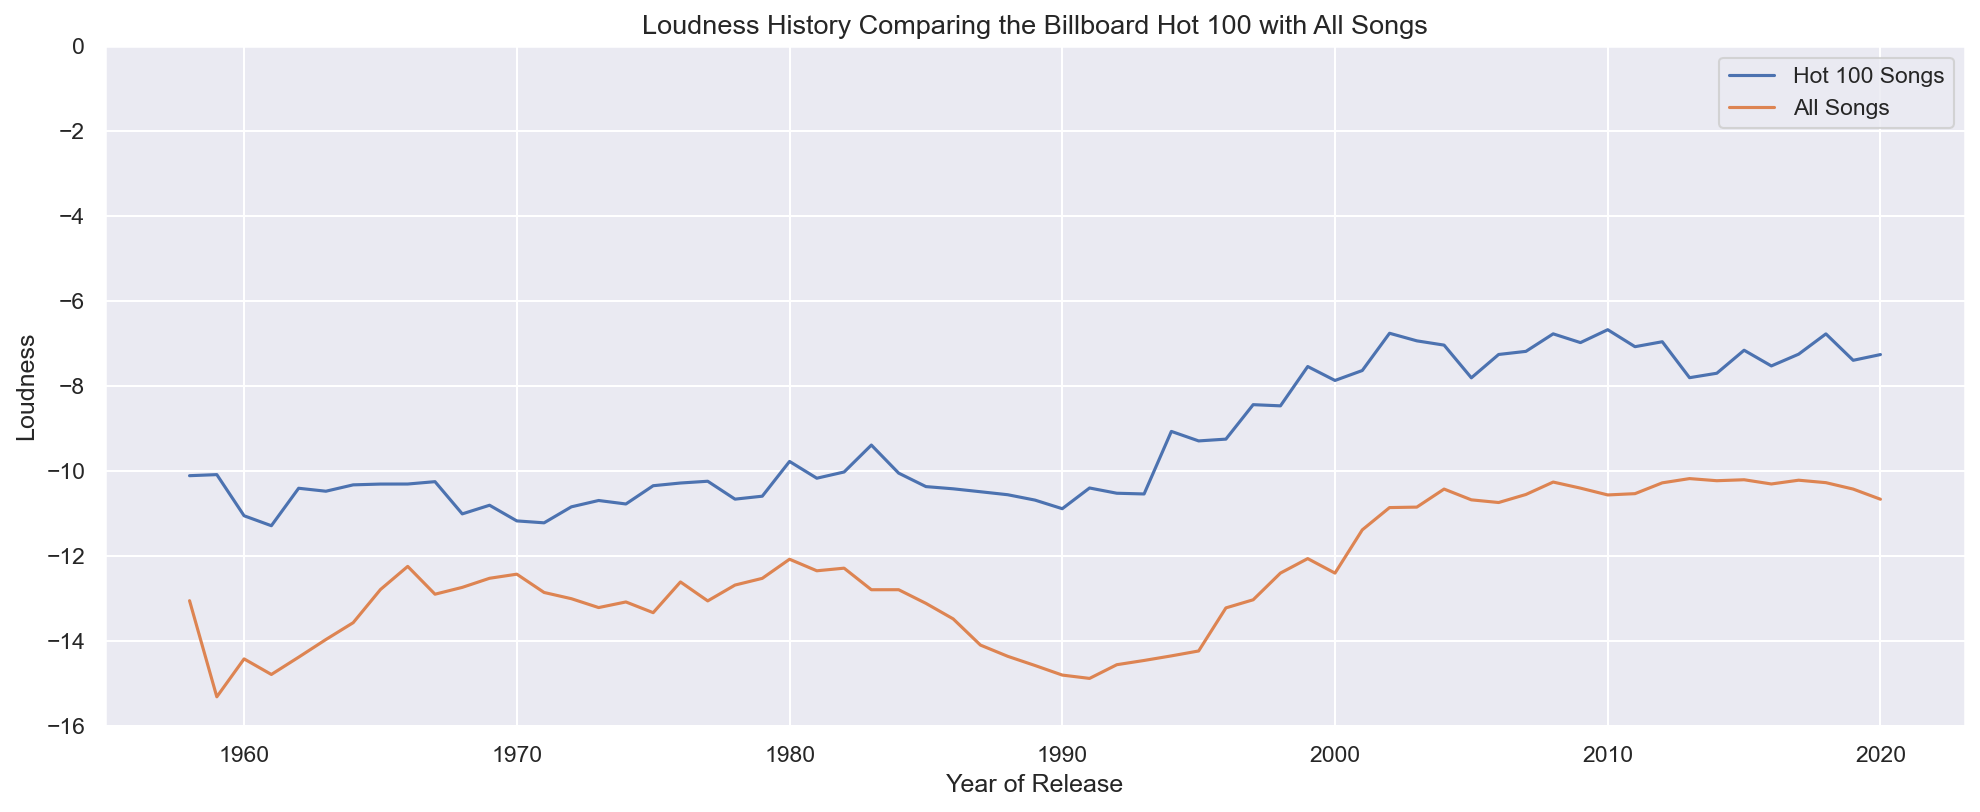 Loudness History Comparing the Billboard Hot 100 with All Songs
Hot 100 Songs
All Songs
Loudness
0
−2
−4
−6
−8
−10
−12
−14
−16
1960 1970 1980 1990 2000 2010 2020
Year of Release